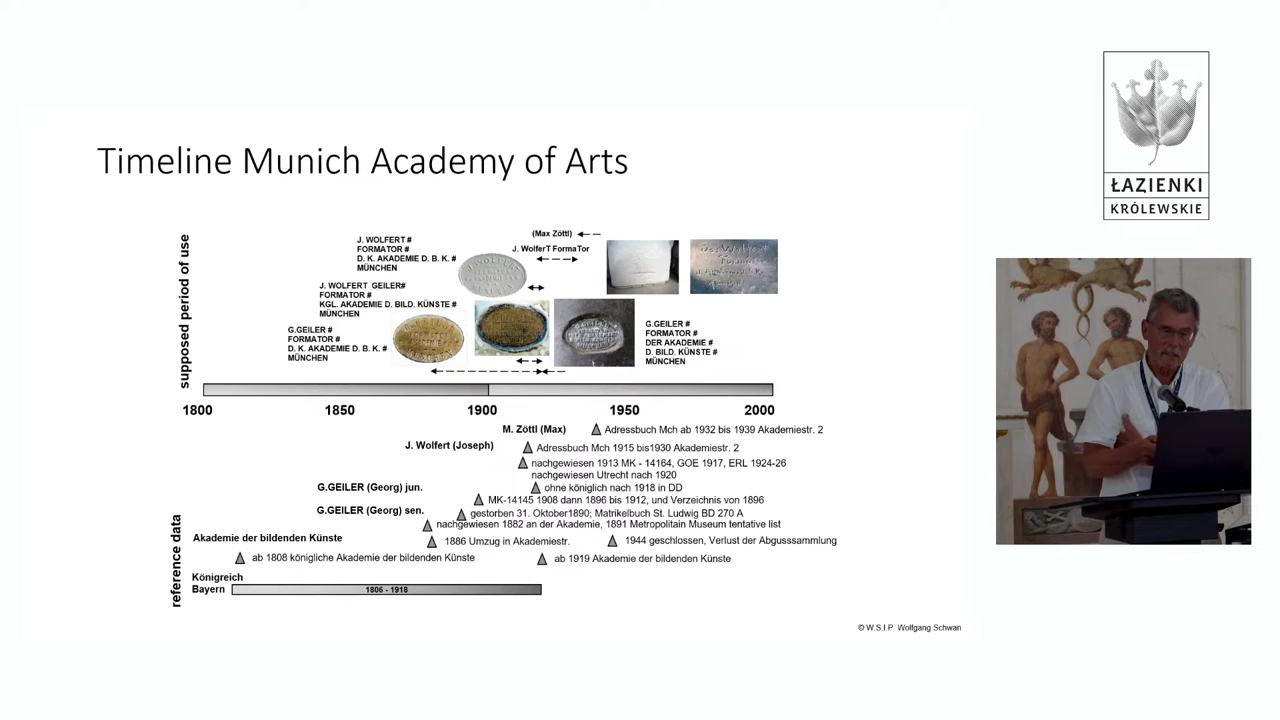 Timeline Munich Academy of Arts
ŁAZIENKI
KRÓLEWSKIE
supposed period of use
(Max Zöttl)
J. WOLFERT #
FORMATOR #
D. K. AKADEMIE D. B. K. #
MÜNCHEN
J. WolferT FormaTor
J. WOLFERT GEILER#
FORMATOR #
KGL. AKADEMIE D. BILD. KÜNSTE #
MÜNCHEN
G.GEILER #
FORMATOR #
D. K. AKADEMIE D. B. K. #
MÜNCHEN
G.GEILER #
FORMATOR #
DER AKADEMIE #
D. BILD. KÜNSTE #
MÜNCHEN
1800 1850 1900 1950 2000
reference data
M. Zöttl (Max) Adressbuch Mch ab 1932 bis 1939 Akademiestr. 2
J. Wolfert (Joseph) Adressbuch Mch 1915 bis1930 Akademiestr. 2
nachgewiesen 1913 MK - 14164, GOE 1917, ERL 1924-26
nachgewiesen Utrecht nach 1920
G.GEILER (Georg) jun. ohne königlich nach 1918 in DD
MK-14145 1908 dann 1896 bis 1912, und Verzeichnis von 1896
G.GEILER (Georg) sen. gestorben 31. Oktober1890; Matrikelbuch St. Ludwig BD 270 A
nachgewiesen 1882 an der Akademie, 1891 Metropolitain Museum tentative list
Akademie der bildenden Künste 1886 Umzug in Akademiestr. 1944 geschlossen, Verlust der Abgusssammlung
ab 1808 königliche Akademie der bildenden Künste ab 1919 Akademie der bildenden Künste
Königreich
Bayern 1806 - 1918
© W.S.I.P. Wolfgang Schwan